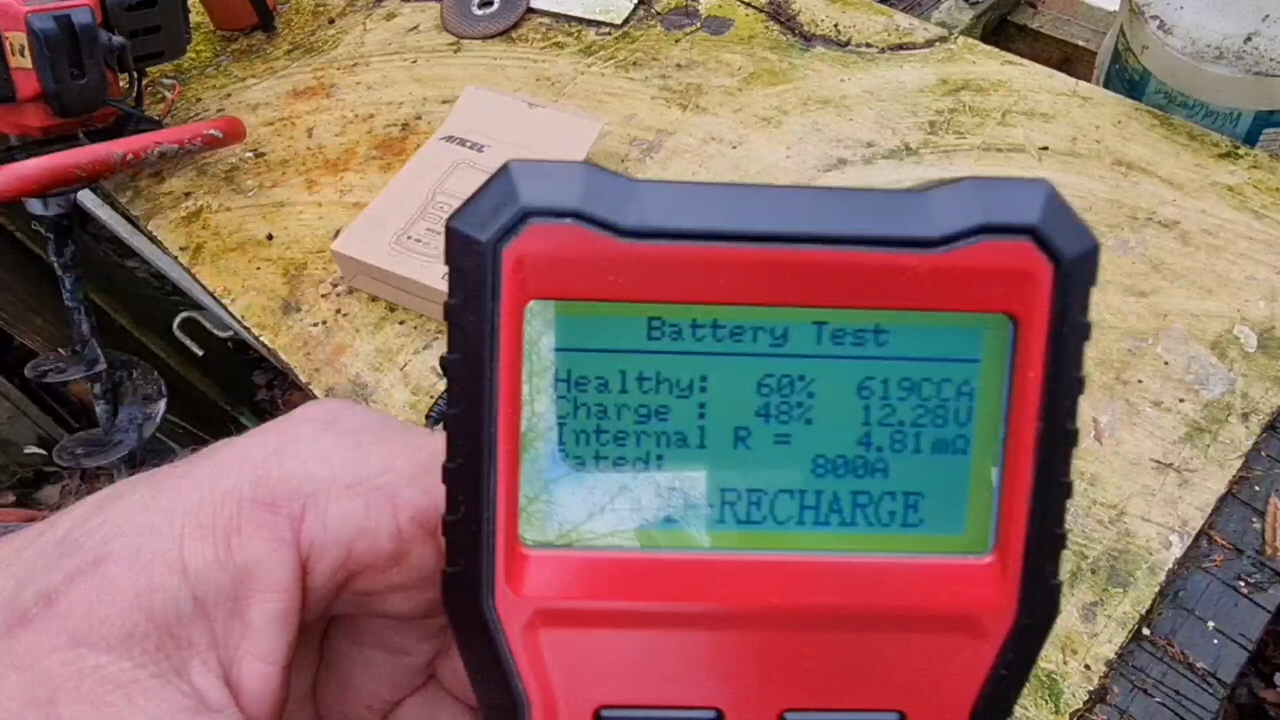 ANCEL
Battery Test
Healthy: 60% 619CCA
Charge : 48% 12.28V
Internal R = 4.81mΩ
Rated: 800A
-RECHARGE